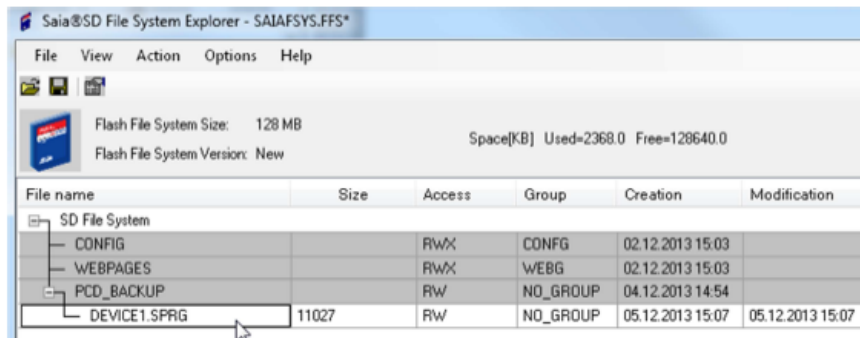 Saia®SD File System Explorer - SAIAFSYS.FFS*
File View Action Options Help
Flash File System Size: 128 MB
Space[KB] Used=2368.0 Free=128640.0
Flash File System Version: New
File name Size Access Group Creation Modification
SD File System
CONFIG RWX CONFG 02.12.2013 15:03
WEBPAGES RWX WEBG 02.12.2013 15:03
PCD_BACKUP RW NO_GROUP 04.12.2013 14:54
DEVICE1.SPRG 11027 RW NO_GROUP 05.12.2013 15:07 05.12.2013 15:07